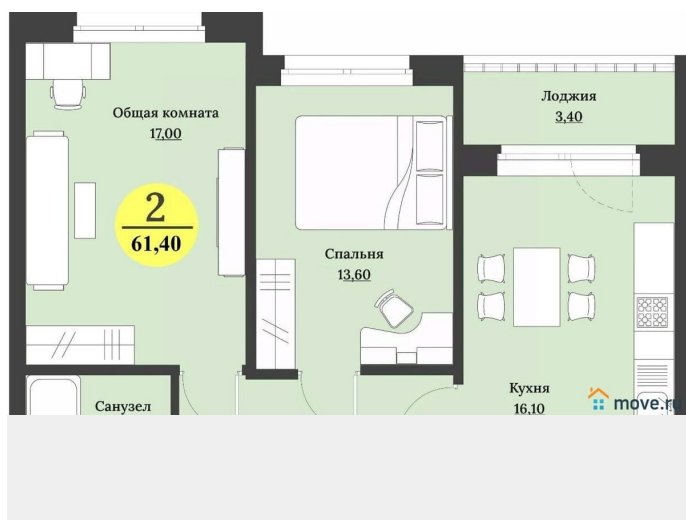 Общая комната
17,00
Лоджия
3,40
2
61,40
Спальня
13,60
Санузел
Кухня
16,10
move.ru